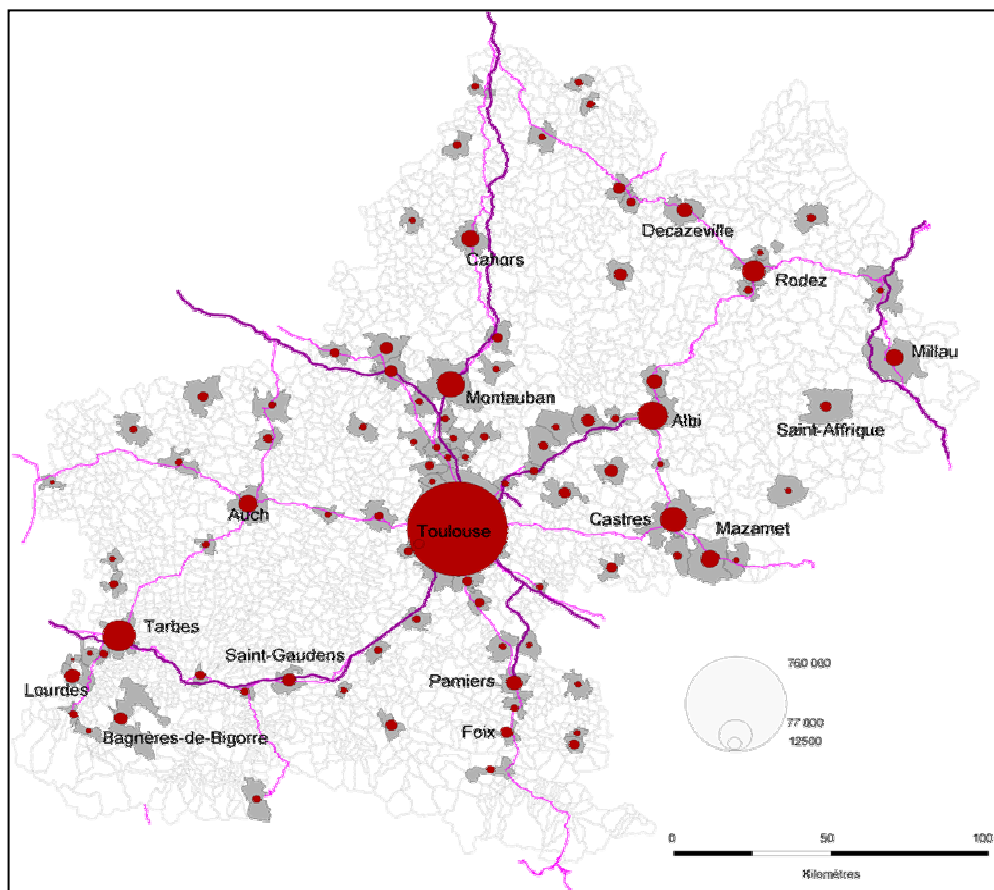 Decazeville
Cahors
Rodez
Millau
Montauban
Saint-Affrique
Albi
Auch
Castres
Mazamet
Toulouse
Tarbes
Saint-Gaudens
Lourdes
Pamiers
Bagnères-de-Bigorre
Foix
760 000
77 000
12500
0 50 100
Kilomètres